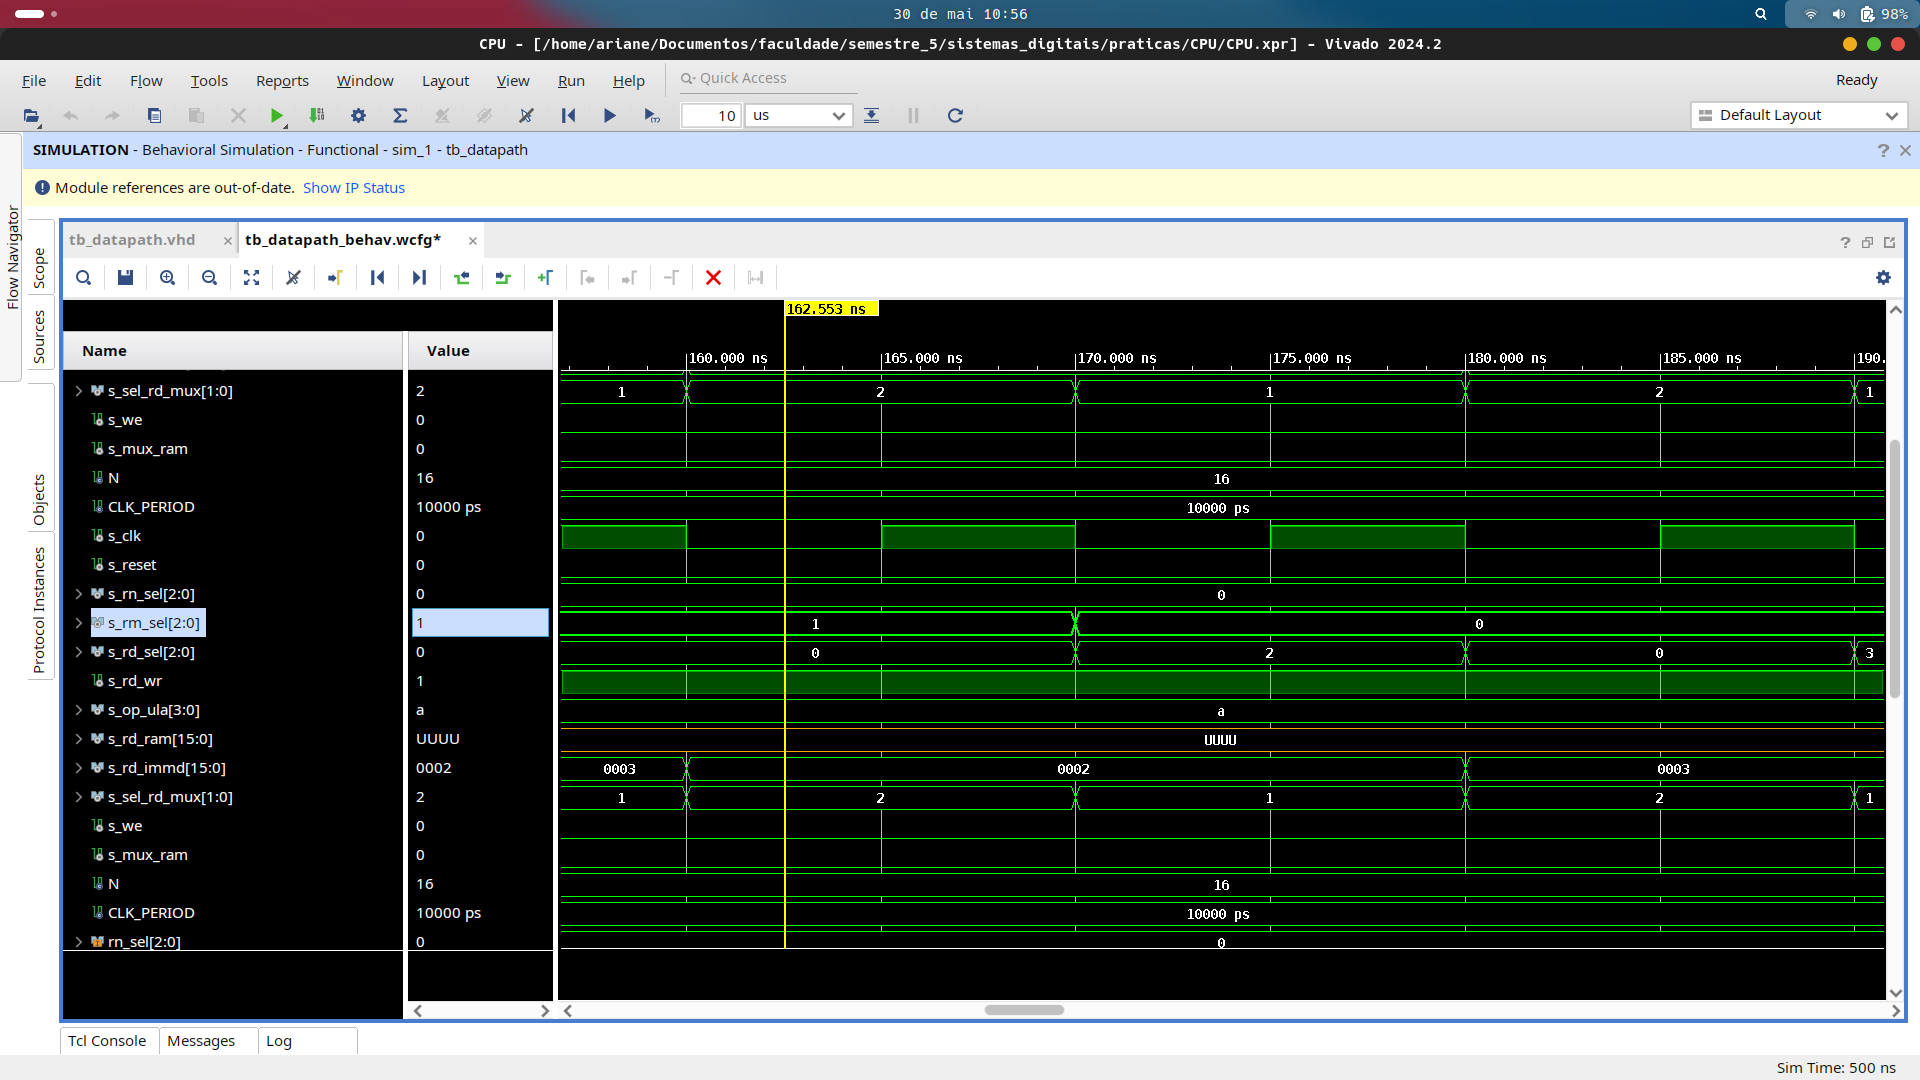 30 de mai 10:56
98%
CPU - [/home/ariane/Documentos/faculdade/semestre_5/sistemas_digitais/praticas/CPU/CPU.xpr] - Vivado 2024.2
File Edit Flow Tools Reports Window Layout View Run Help
Quick Access
Ready
10 us
Default Layout
SIMULATION - Behavioral Simulation - Functional - sim_1 - tb_datapath
Module references are out-of-date. Show IP Status
Flow Navigator
Scope
Sources
Objects
Protocol Instances
tb_datapath.vhd
tb_datapath_behav.wcfg*
162.553 ns
160.000 ns 165.000 ns 170.000 ns 175.000 ns 180.000 ns 185.000 ns 190.
Name Value
s_sel_rd_mux[1:0] 2 1 2 1 2 1
s_we 0
s_mux_ram 0
N 16 16
CLK_PERIOD 10000 ps 10000 ps
s_clk 0
s_reset 0
s_rn_sel[2:0] 0 0
s_rm_sel[2:0] 1 1 0
s_rd_sel[2:0] 0 0 2 0 3
s_rd_wr 1
s_op_ula[3:0] a a
s_rd_ram[15:0] UUUU UUUU
s_rd_immd[15:0] 0002 0003 0002 0003
s_sel_rd_mux[1:0] 2 1 2 1 2 1
s_we 0
s_mux_ram 0
N 16 16
CLK_PERIOD 10000 ps 10000 ps
rn_sel[2:0] 0 0
Tcl Console Messages Log
Sim Time: 500 ns